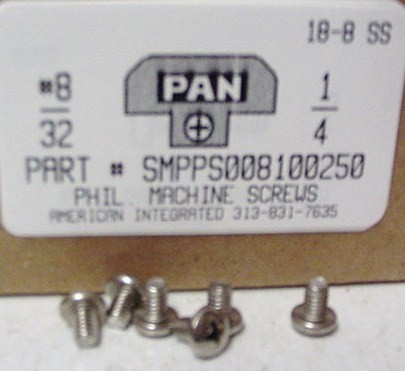 18-8 SS
#8
32
PAN
1
4
PART # SMPPS008100250
PHIL. MACHINE SCREWS
AMERICAN INTEGRATED 313-831-7635